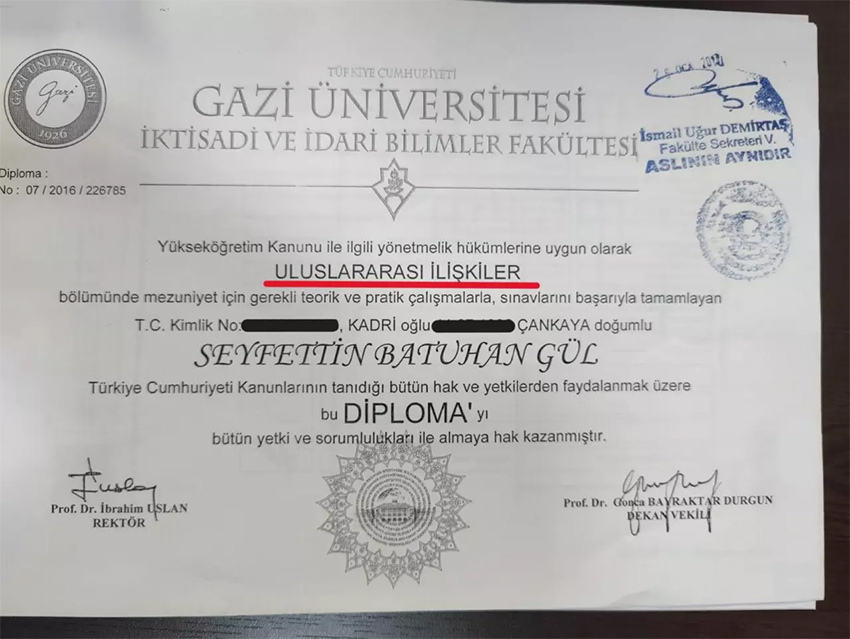 GAZİ ÜNİVERSİTESİ
Gazi
1926
TÜRKİYE CUMHURİYETİ
GAZİ ÜNİVERSİTESİ
İKTİSADİ VE İDARİ BİLİMLER FAKÜLTESİ
İsmail Uğur DEMİRTAŞ
Fakülte Sekreteri V.
ASLININ AYNIDIR
Diploma :
No : 07 / 2016 / 226785
Yükseköğretim Kanunu ile ilgili yönetmelik hükümlerine uygun olarak
ULUSLARARASI İLİŞKİLER
bölümünde mezuniyet için gerekli teorik ve pratik çalışmalarla, sınavlarını başarıyla tamamlayan
T.C. Kimlik No: , KADRİ oğlu ÇANKAYA doğumlu
SEYFETTİN BATUHAN GÜL
Türkiye Cumhuriyeti Kanunlarının tanıdığı bütün hak ve yetkilerden faydalanmak üzere
bu DİPLOMA' yı
bütün yetki ve sorumlulukları ile almaya hak kazanmıştır.
Prof. Dr. İbrahim USLAN
REKTÖR
Prof. Dr. Gonca BAYRAKTAR DURGUN
DEKAN VEKİLİ